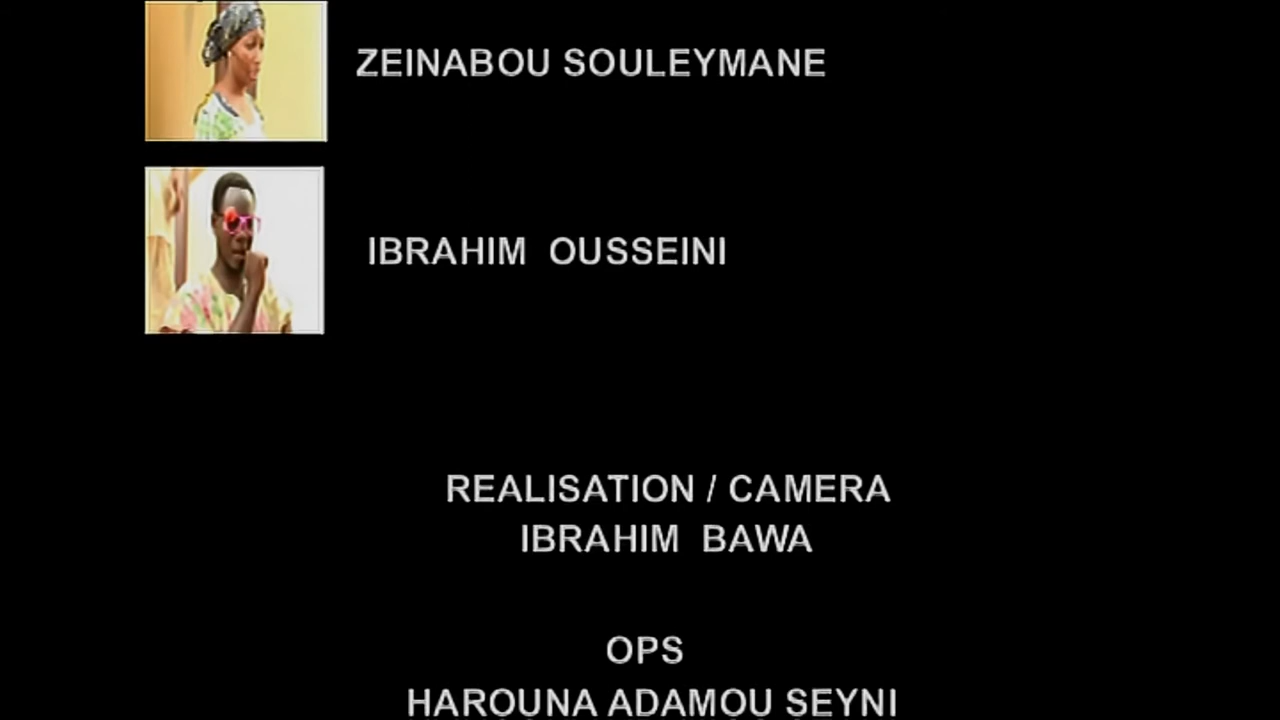 ZEINABOU SOULEYMANE
IBRAHIM OUSSEINI
REALISATION / CAMERA
IBRAHIM BAWA
OPS
HAROUNA ADAMOU SEYNI